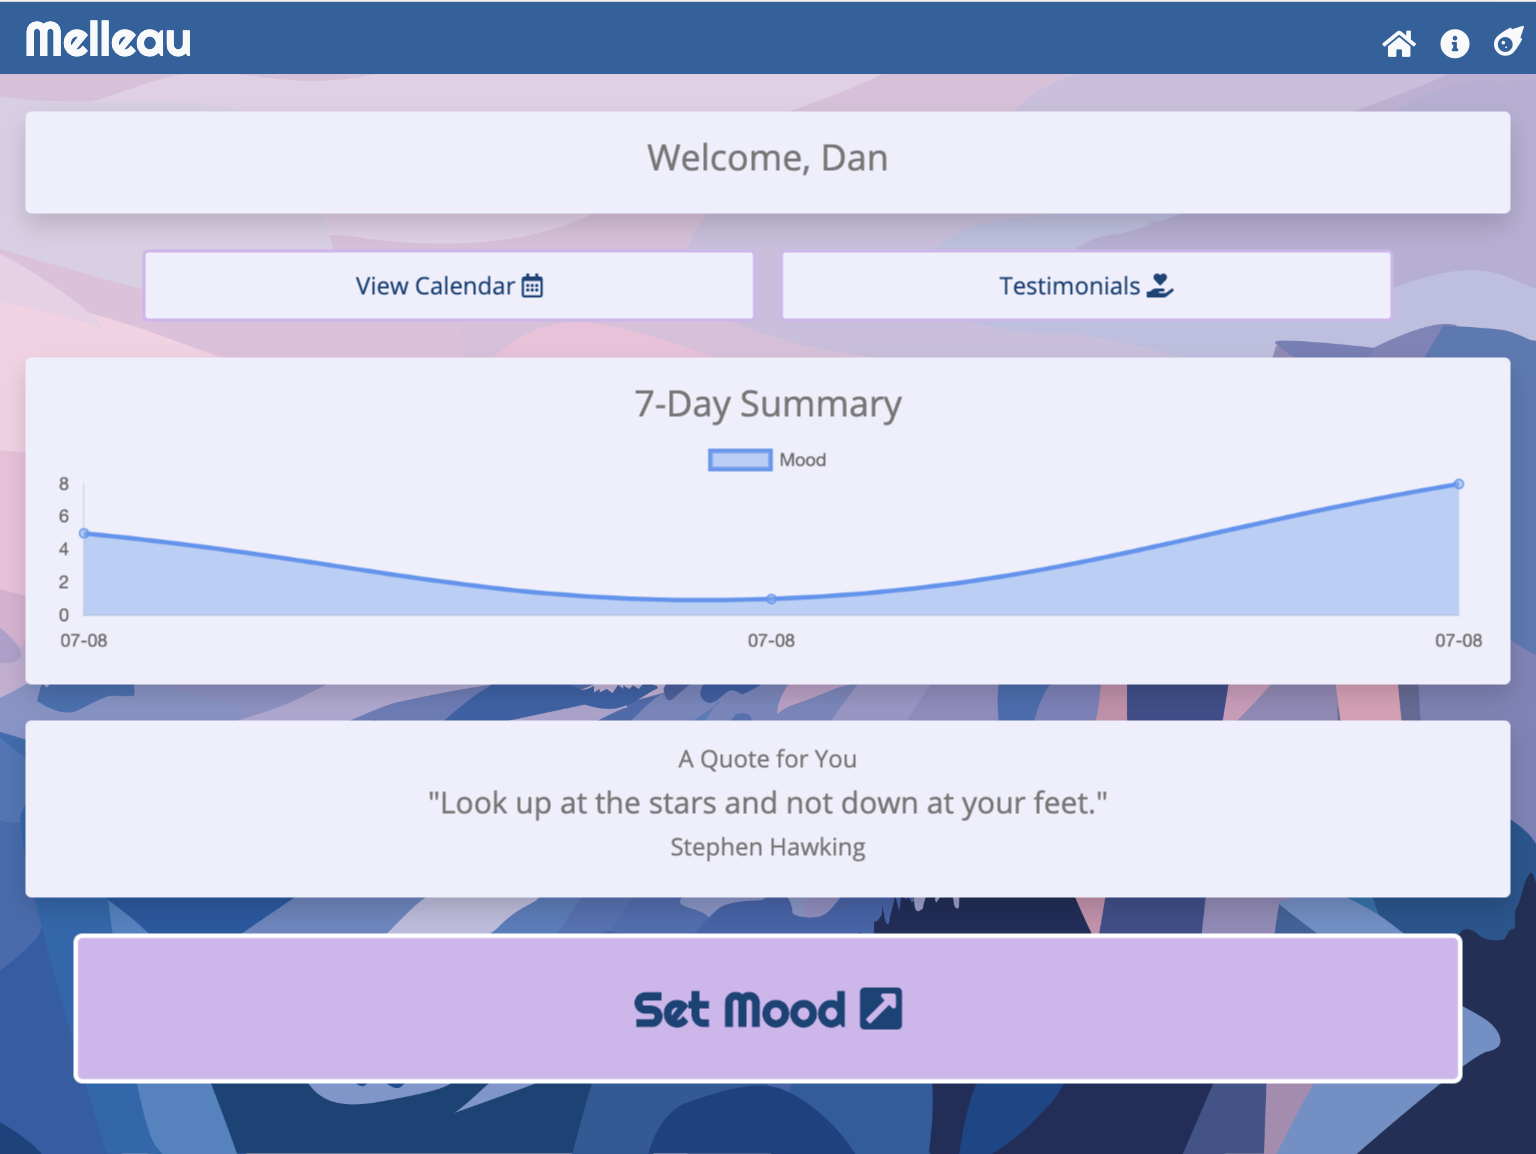 Melleau
Welcome, Dan
View Calendar
Testimonials
7-Day Summary
Mood
8
6
4
2
0
07-08 07-08 07-08
A Quote for You
"Look up at the stars and not down at your feet."
Stephen Hawking
Set Mood